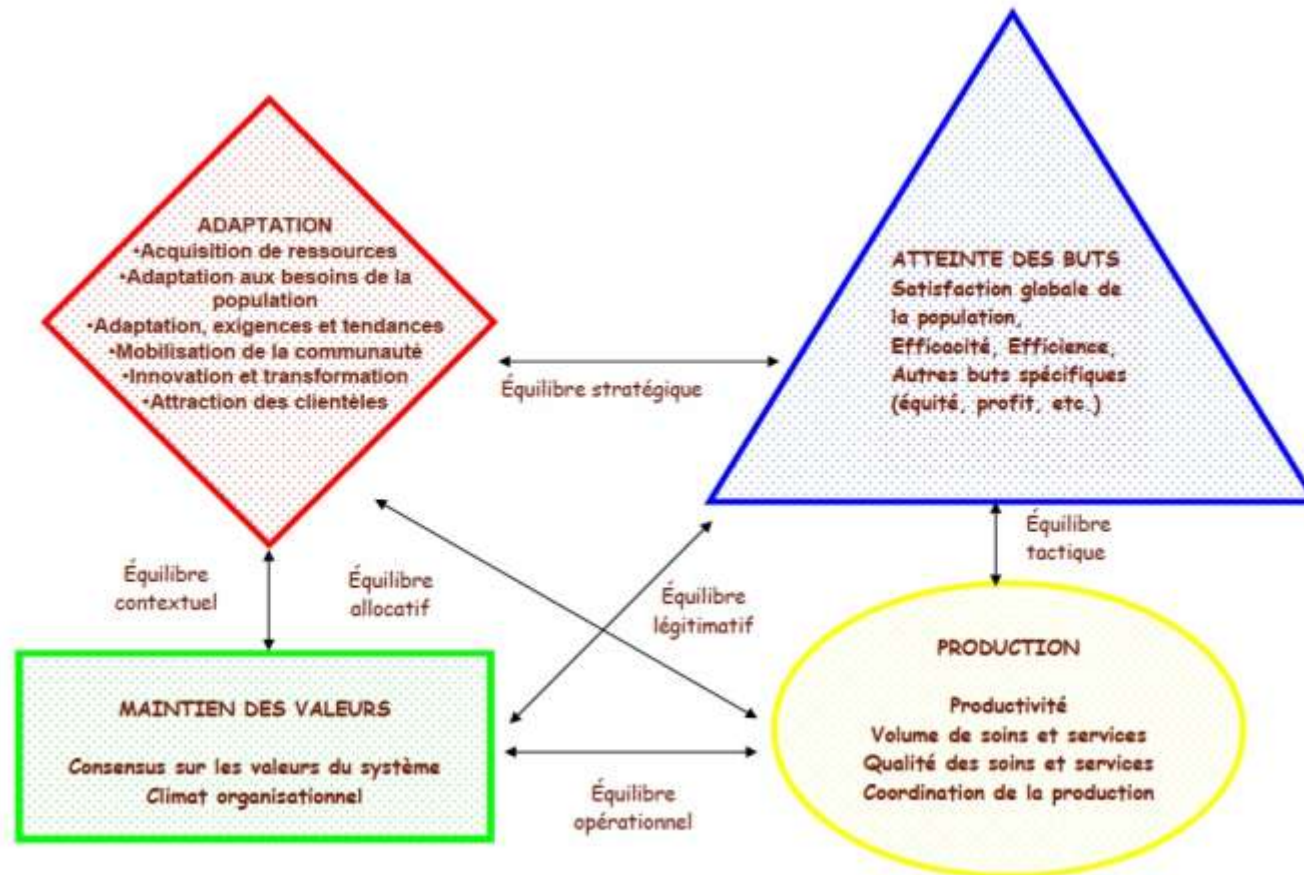 ADAPTATION
•Acquisition de ressources
•Adaptation aux besoins de la
population
•Adaptation, exigences et tendances
•Mobilisation de la communauté
•Innovation et transformation
•Attraction des clientèles
ATTEINTE DES BUTS
Satisfaction globale de
la population,
Efficacité, Efficience,
Autres buts spécifiques
(équité, profit, etc.)
Équilibre stratégique
Équilibre
contextuel
Équilibre
allocatif
Équilibre
légitimatif
Équilibre
tactique
MAINTIEN DES VALEURS
Consensus sur les valeurs du système
Climat organisationnel
PRODUCTION
Productivité
Volume de soins et services
Qualité des soins et services
Coordination de la production
Équilibre
opérationnel